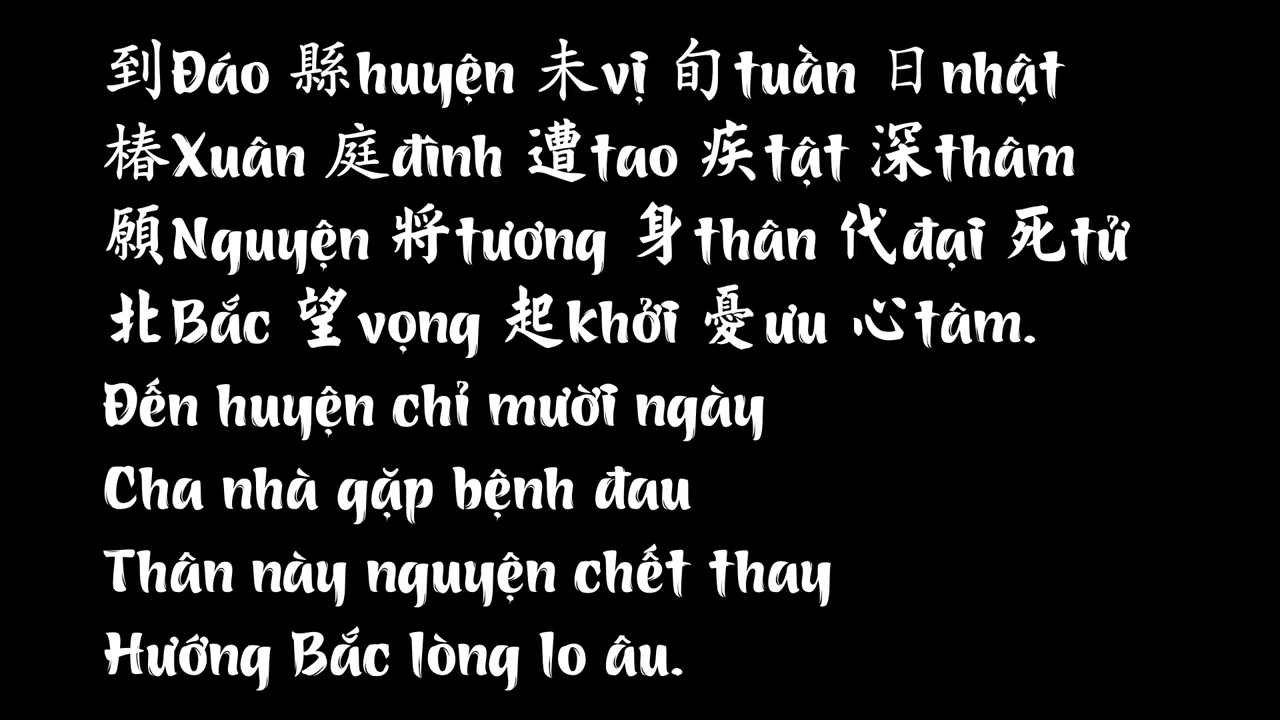 到Đáo 縣huyện 未vị 旬tuần 日nhật
椿Xuân 庭đình 遭tao 疾tật 深thâm
願Nguyện 將tương 身thân 代đại 死tử
北Bắc 望vọng 起khởi 憂ưu 心tâm.
Đến huyện chỉ mười ngày
Cha nhà gặp bệnh đau
Thân này nguyện chết thay
Hướng Bắc lòng lo âu.